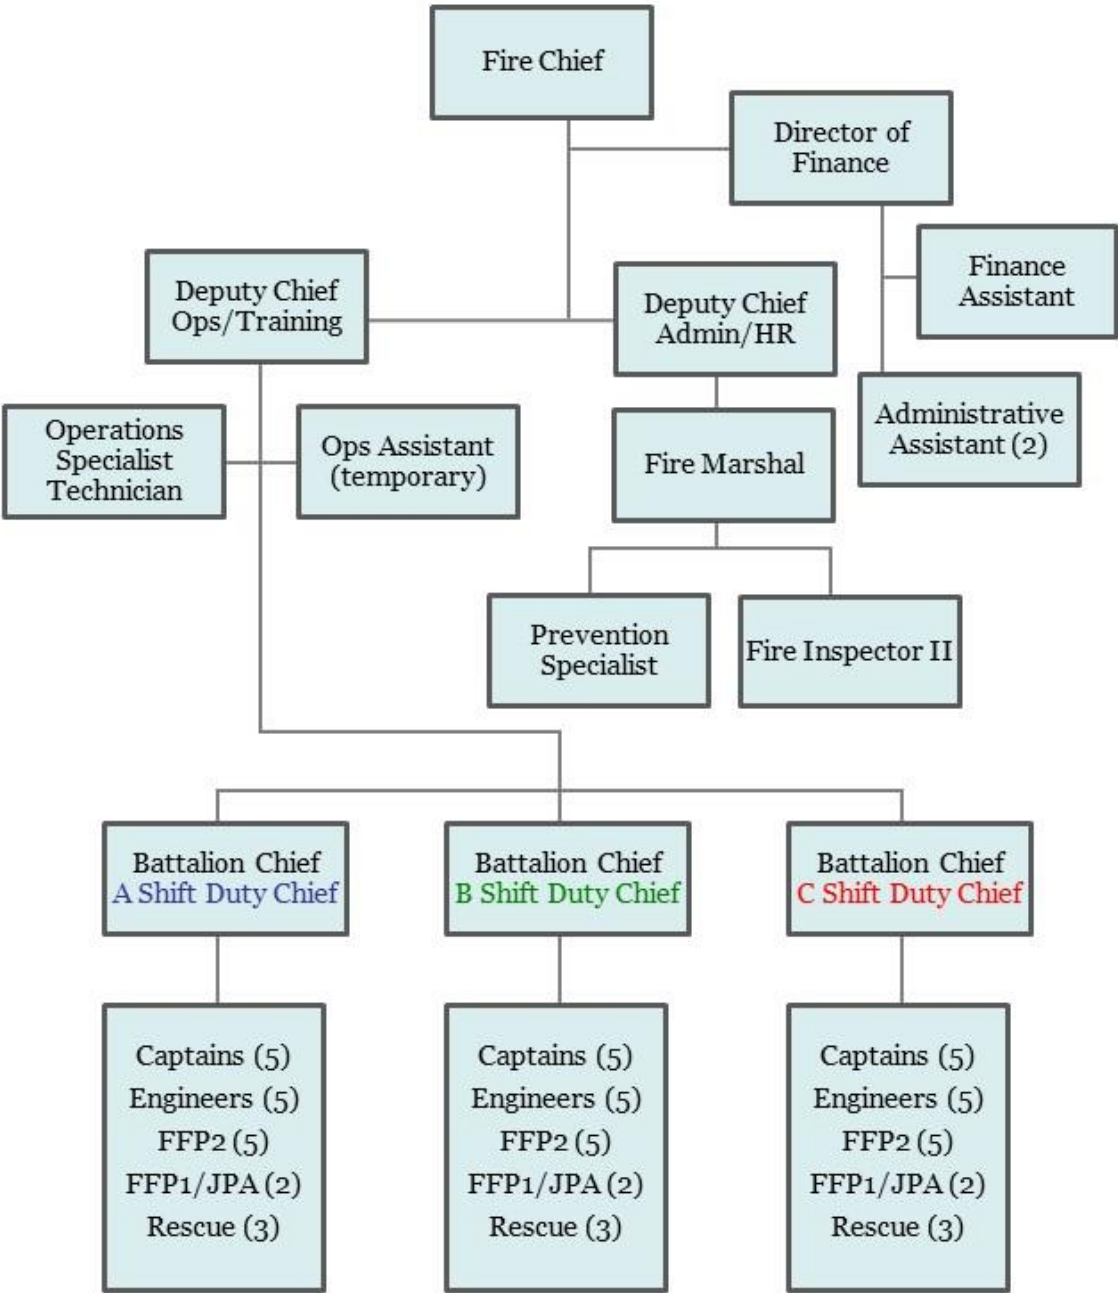 Fire Chief
Director of
Finance
Finance
Assistant
Deputy Chief
Ops/Training
Deputy Chief
Admin/HR
Administrative
Assistant (2)
Operations
Specialist
Technician
Ops Assistant
(temporary)
Fire Marshal
Prevention
Specialist
Fire Inspector II
Battalion Chief
A Shift Duty Chief
Battalion Chief
B Shift Duty Chief
Battalion Chief
C Shift Duty Chief
Captains (5)
Engineers (5)
FFP2 (5)
FFP1/JPA (2)
Rescue (3)
Captains (5)
Engineers (5)
FFP2 (5)
FFP1/JPA (2)
Rescue (3)
Captains (5)
Engineers (5)
FFP2 (5)
FFP1/JPA (2)
Rescue (3)